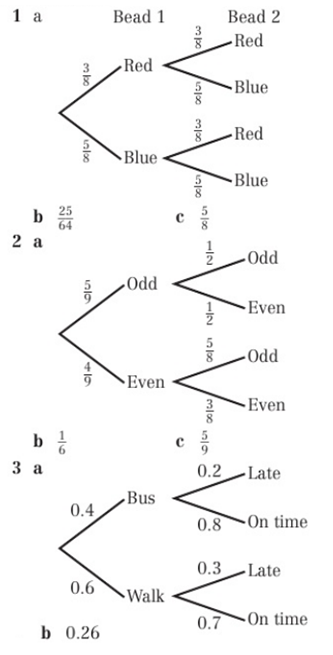 1 a Bead 1 Bead 2
3/8 Red
3/8 Red
5/8 Blue
3/8 Red
5/8 Blue
5/8 Blue
b 25/64 c 5/8
2 a
1/2 Odd
5/9 Odd
1/2 Even
5/8 Odd
4/9 Even
3/8 Even
b 1/6 c 5/9
3 a
0.2 Late
0.4 Bus
0.8 On time
0.3 Late
0.6 Walk
0.7 On time
b 0.26